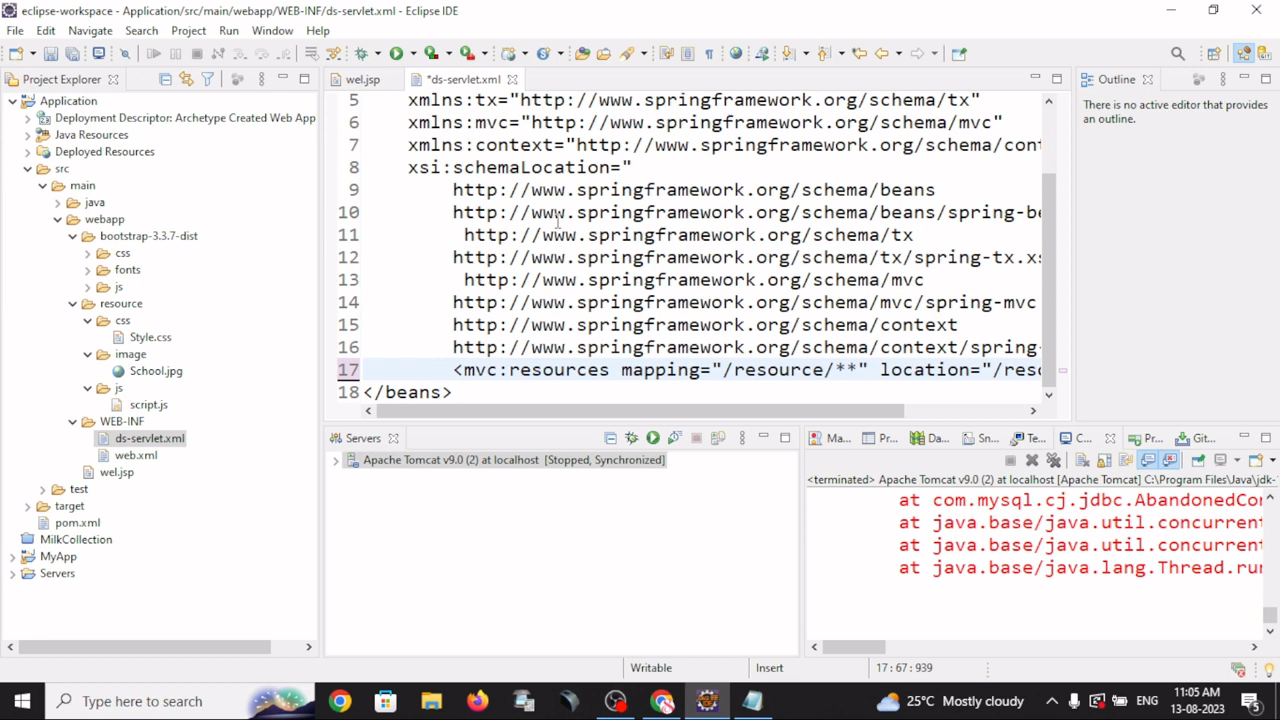 eclipse-workspace - Application/src/main/webapp/WEB-INF/ds-servlet.xml - Eclipse IDE
File Edit Navigate Search Project Run Window Help
Project Explorer
Application
Deployment Descriptor: Archetype Created Web App
Java Resources
Deployed Resources
src
main
java
webapp
bootstrap-3.3.7-dist
css
fonts
js
resource
css
Style.css
image
School.jpg
js
script.js
WEB-INF
ds-servlet.xml
web.xml
wel.jsp
test
target
pom.xml
MilkCollection
MyApp
Servers
wel.jsp *ds-servlet.xml
5 xmlns:tx="http://www.springframework.org/schema/tx"
6 xmlns:mvc="http://www.springframework.org/schema/mvc"
7 xmlns:context="http://www.springframework.org/schema/cont
8 xsi:schemaLocation="
9 http://www.springframework.org/schema/beans
10 http://www.springframework.org/schema/beans/spring-be
11 http://www.springframework.org/schema/tx
12 http://www.springframework.org/schema/tx/spring-tx.xs
13 http://www.springframework.org/schema/mvc
14 http://www.springframework.org/schema/mvc/spring-mvc
15 http://www.springframework.org/schema/context
16 http://www.springframework.org/schema/context/spring-
17 <mvc:resources mapping="/resource/**" location="/reso
18 </beans>
Outline
There is no active editor that provides
an outline.
Servers
Apache Tomcat v9.0 (2) at localhost [Stopped, Synchronized]
Ma... Pr... Da... Sn... Te... C... Pr... Git...
<terminated> Apache Tomcat v9.0 (2) at localhost [Apache Tomcat] C:\Program Files\Java\jdk-
at com.mysql.cj.jdbc.AbandonedCo
at java.base/java.util.concurrent
at java.base/java.util.concurrent
at java.base/java.lang.Thread.run
Writable Insert 17 : 67 : 939
Type here to search
25°C Mostly cloudy
ENG
11:05 AM
13-08-2023
5